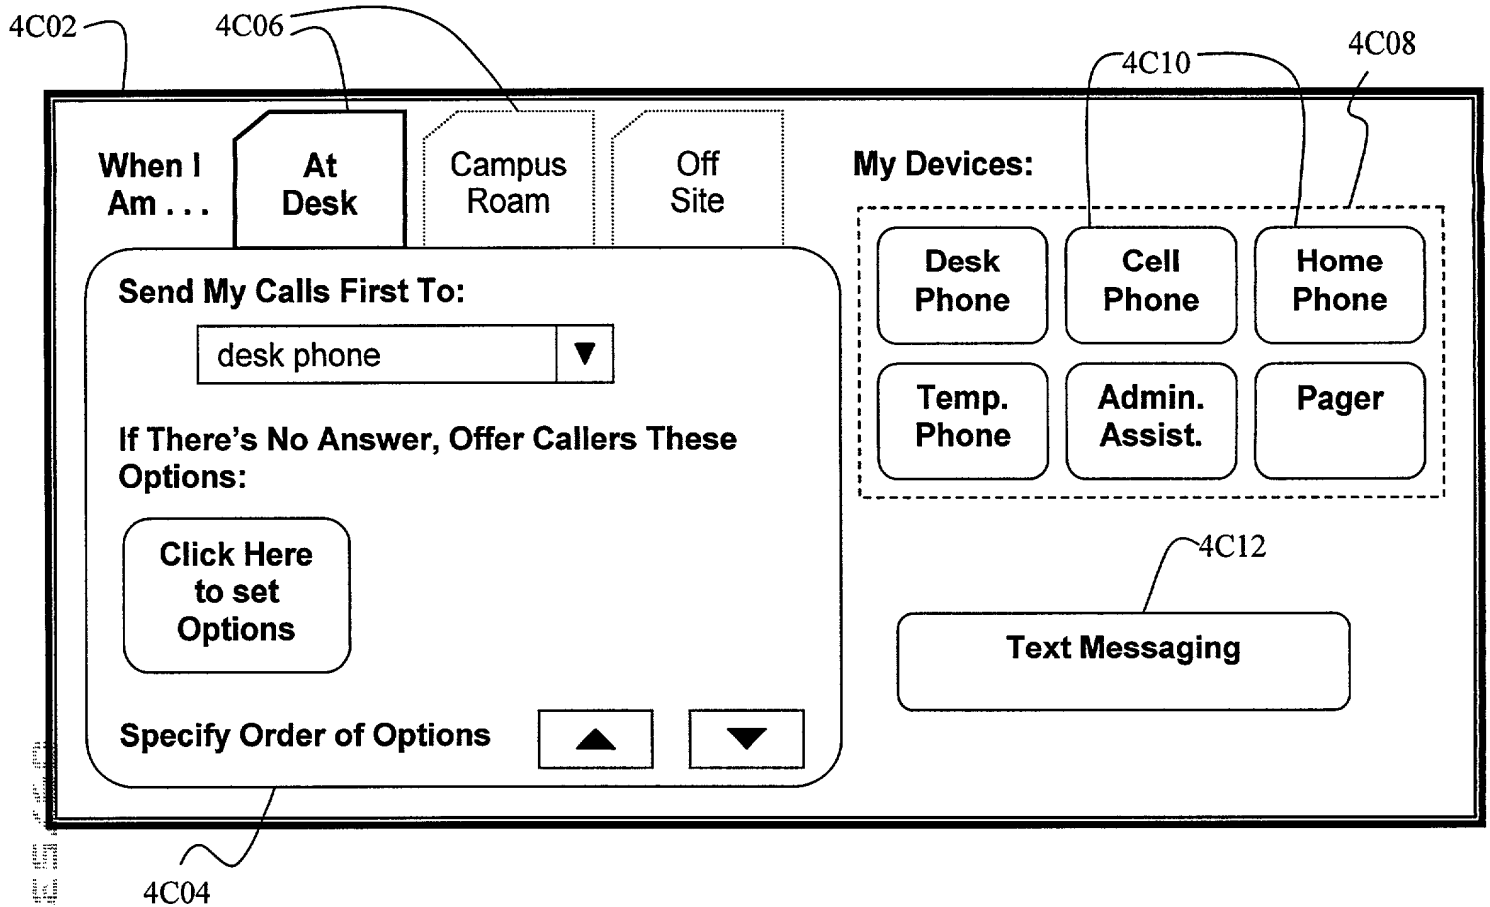 4C02
4C06
4C10
4C08
When I
Am . . .
At
Desk
Campus
Roam
Off
Site
My Devices:
Send My Calls First To:
desk phone
If There's No Answer, Offer Callers These
Options:
Click Here
to set
Options
Specify Order of Options
Desk
Phone
Cell
Phone
Home
Phone
Temp.
Phone
Admin.
Assist.
Pager
4C12
Text Messaging
4C04